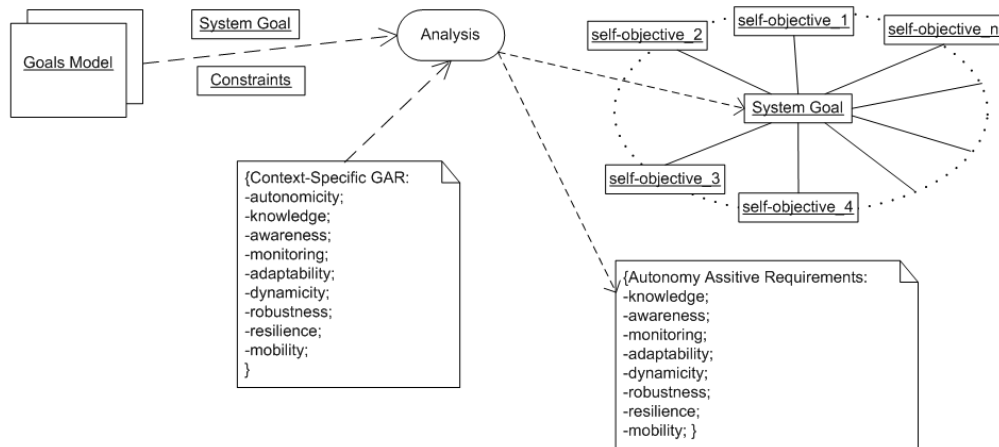 System Goal
Goals Model
Constraints
Analysis
self-objective_1
self-objective_2
self-objective_n
System Goal
self-objective_3
self-objective_4
{Context-Specific GAR:
-autonomicity;
-knowledge;
-awareness;
-monitoring;
-adaptability;
-dynamicity;
-robustness;
-resilience;
-mobility;
}
{Autonomy Assitive Requirements:
-knowledge;
-awareness;
-monitoring;
-adaptability;
-dynamicity;
-robustness;
-resilience;
-mobility; }